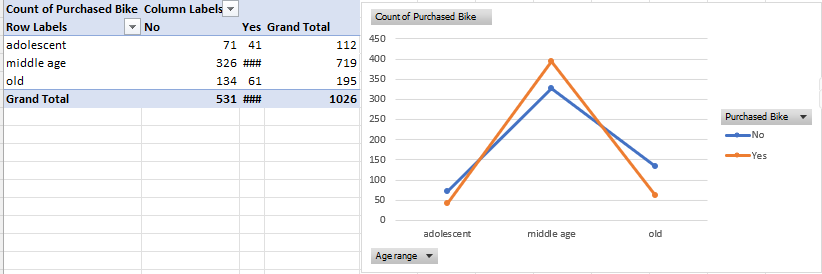 Count of Purchased Bike Column Labels
Row Labels No Yes Grand Total
adolescent 71 41 112
middle age 326 ### 719
old 134 61 195
Grand Total 531 ### 1026
Count of Purchased Bike
450
400
350
300
250
200
150
100
50
0
adolescent middle age old
Purchased Bike
No
Yes
Age range